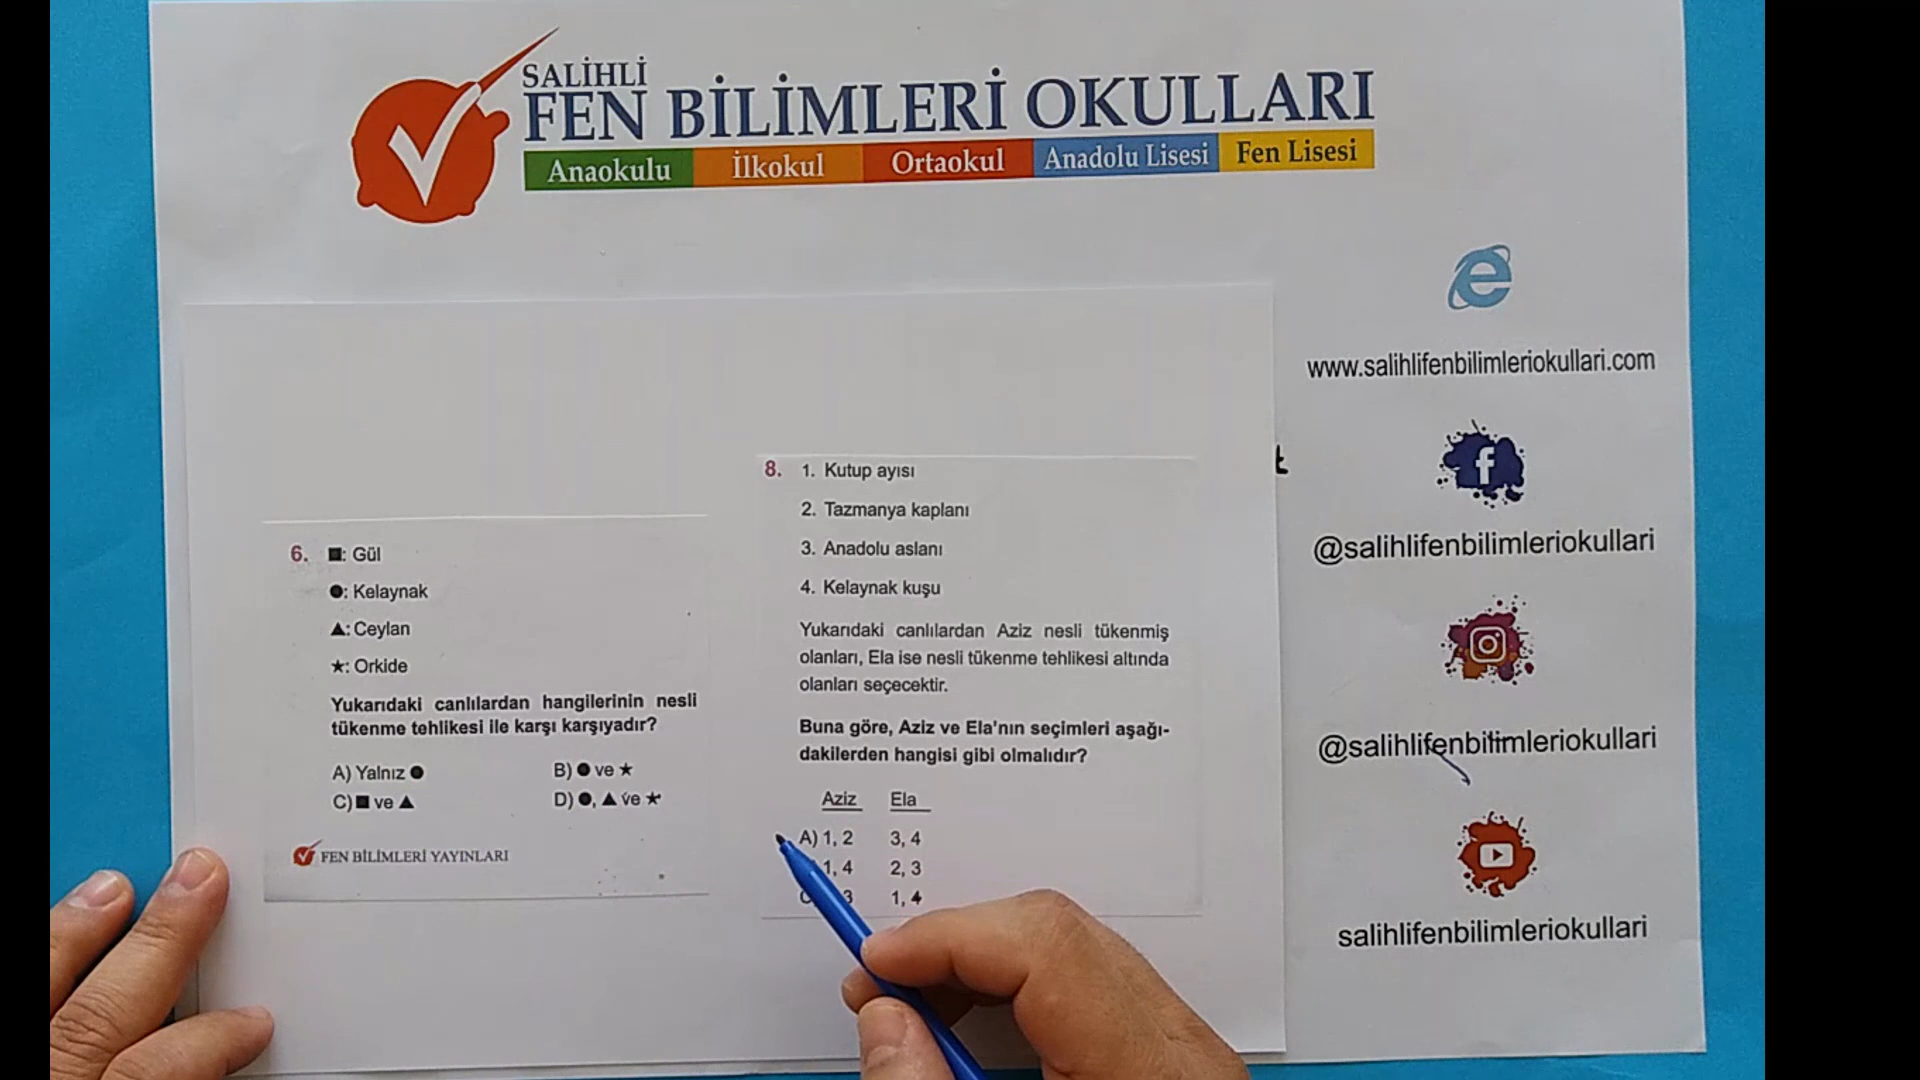 SALİHLİ
FEN BİLİMLERİ OKULLARI
Anaokulu İlkokul Ortaokul Anadolu Lisesi Fen Lisesi
www.salihlifenbilimleriokullari.com
@salihlifenbilimleriokullari
@salihlifenbilimleriokullari
salihlifenbilimleriokullari
6. ■: Gül
●: Kelaynak
▲: Ceylan
★: Orkide
Yukarıdaki canlılardan hangilerinin nesli
tükenme tehlikesi ile karşı karşıyadır?
A) Yalnız ● B) ● ve ★
C) ■ ve ▲ D) ●, ▲ ve ★
FEN BİLİMLERİ YAYINLARI
8. 1. Kutup ayısı
2. Tazmanya kaplanı
3. Anadolu aslanı
4. Kelaynak kuşu
Yukarıdaki canlılardan Aziz nesli tükenmiş
olanları, Ela ise nesli tükenme tehlikesi altında
olanları seçecektir.
Buna göre, Aziz ve Ela'nın seçimleri aşağı-
dakilerden hangisi gibi olmalıdır?
Aziz Ela
A) 1, 2 3, 4
1, 4 2, 3
3 1, 4